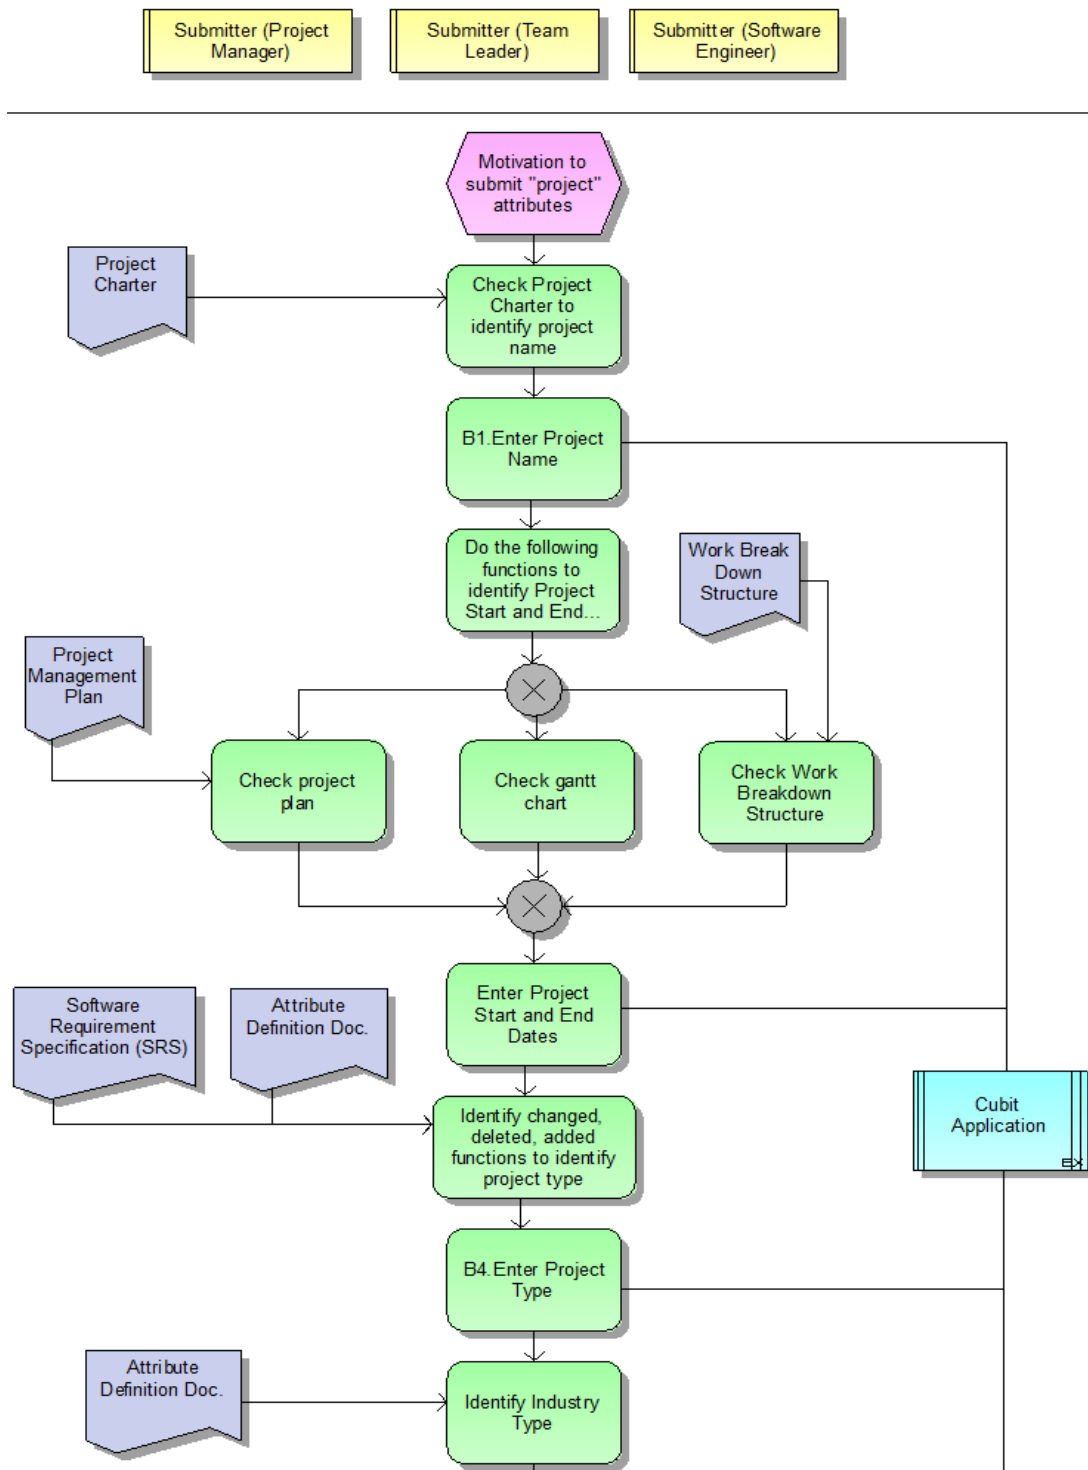 Submitter (Project
Manager)
Submitter (Team
Leader)
Submitter (Software
Engineer)
Motivation to
submit "project"
attributes
Project
Charter
Check Project
Charter to
identify project
name
B1.Enter Project
Name
Do the following
functions to
identify Project
Start and End...
Work Break
Down
Structure
Project
Management
Plan
Check project
plan
Check gantt
chart
Check Work
Breakdown
Structure
Enter Project
Start and End
Dates
Software
Requirement
Specification (SRS)
Attribute
Definition Doc.
Identify changed,
deleted, added
functions to identify
project type
Cubit
Application
EX
B4.Enter Project
Type
Attribute
Definition Doc.
Identify Industry
Type